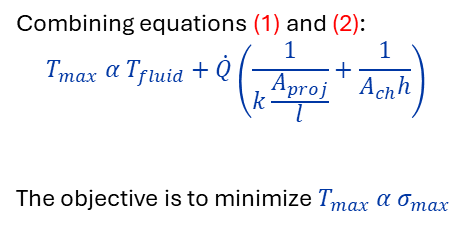 Combining equations (1) and (2):
T_max α T_fluid + Q̇ ( 1 / (k A_proj / l) + 1 / (A_ch h) )
The objective is to minimize T_max α σ_max